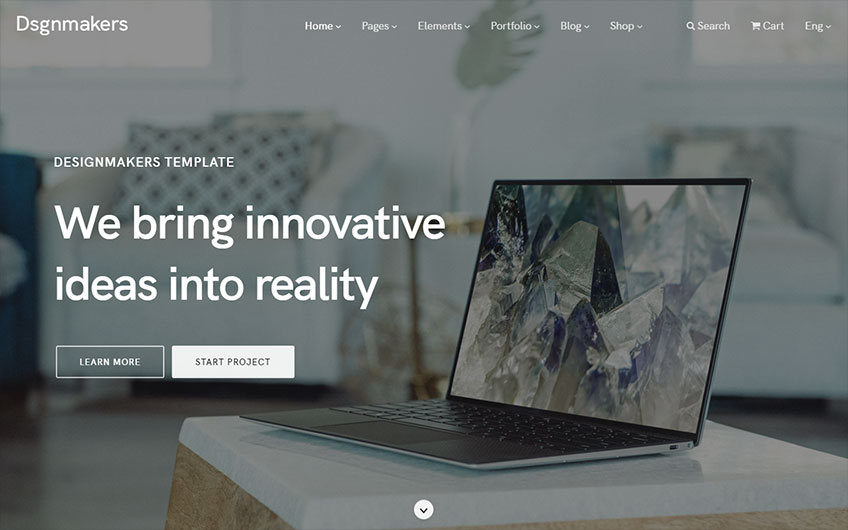 Dsgnmakers
Home Pages Elements Portfolio Blog Shop Search Cart Eng
DESIGNMAKERS TEMPLATE
We bring innovative
ideas into reality
LEARN MORE START PROJECT